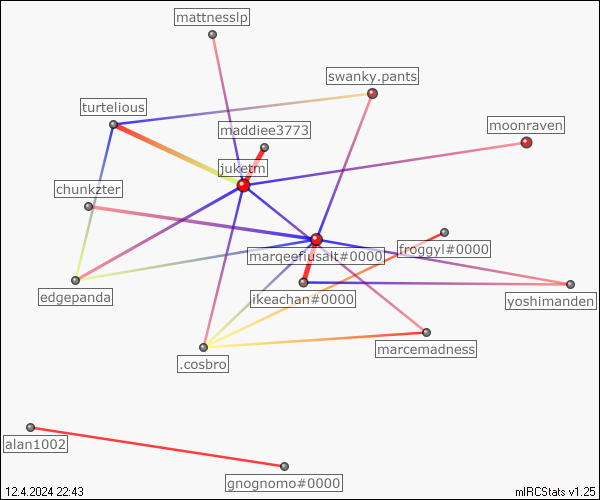 mattnesslp
swanky.pants
turtelious
moonraven
maddiee3773
juketm
chunkzter
marqeefiusalt#0000
froggyl#0000
edgepanda
ikeachan#0000
yoshimanden
marcemadness
.cosbro
alan1002
gnognomo#0000
12.4.2024 22:43
mIRCStats v1.25